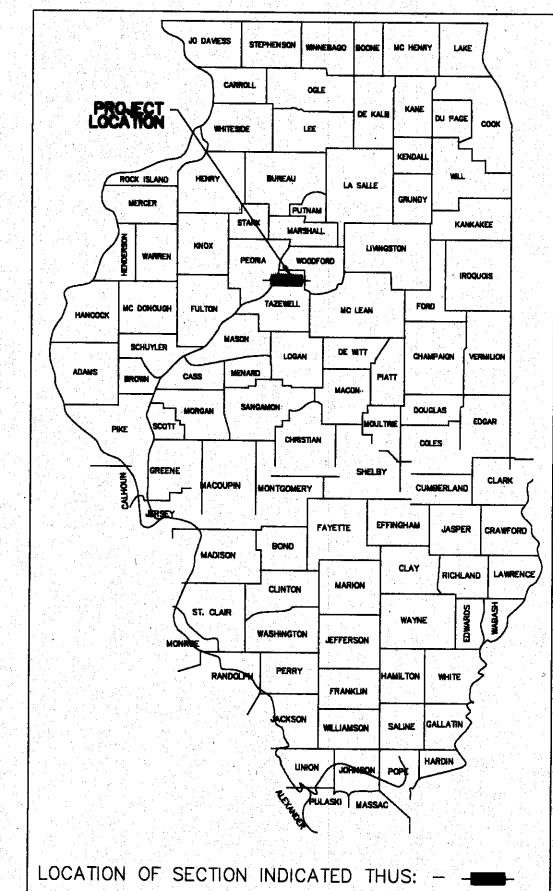 JO DAVIESS STEPHENSON WINNEBAGO BOONE MC HENRY LAKE
CARROLL OGLE
PROJECT
LOCATION
DE KALB KANE DU PAGE COOK
WHITESIDE LEE
KENDALL
ROCK ISLAND HENRY BUREAU LA SALLE WILL
GRUNDY
MERCER PUTNAM
STARK MARSHALL KANKAKEE
HENDERSON WARREN KNOX LIVINGSTON
PEORIA WOODFORD IROQUOIS
TAZEWELL
HANCOCK MC DONOUGH FULTON MC LEAN FORD
MASON
SCHUYLER LOGAN DE WITT CHAMPAIGN VERMILION
ADAMS BROWN CASS MENARD PIATT
MACON
MORGAN SANGAMON DOUGLAS
PIKE SCOTT MOULTRIE EDGAR
CHRISTIAN COLES
GREENE SHELBY
CALHOUN MACOUPIN MONTGOMERY CUMBERLAND CLARK
JERSEY
FAYETTE EFFINGHAM JASPER CRAWFORD
MADISON BOND
CLAY
CLINTON MARION RICHLAND LAWRENCE
ST. CLAIR WAYNE EDWARDS WABASH
WASHINGTON JEFFERSON
MONROE
RANDOLPH PERRY HAMILTON WHITE
FRANKLIN
JACKSON WILLIAMSON SALINE GALLATIN
UNION JOHNSON POPE HARDIN
ALEXANDER PULASKI MASSAC
LOCATION OF SECTION INDICATED THUS: -